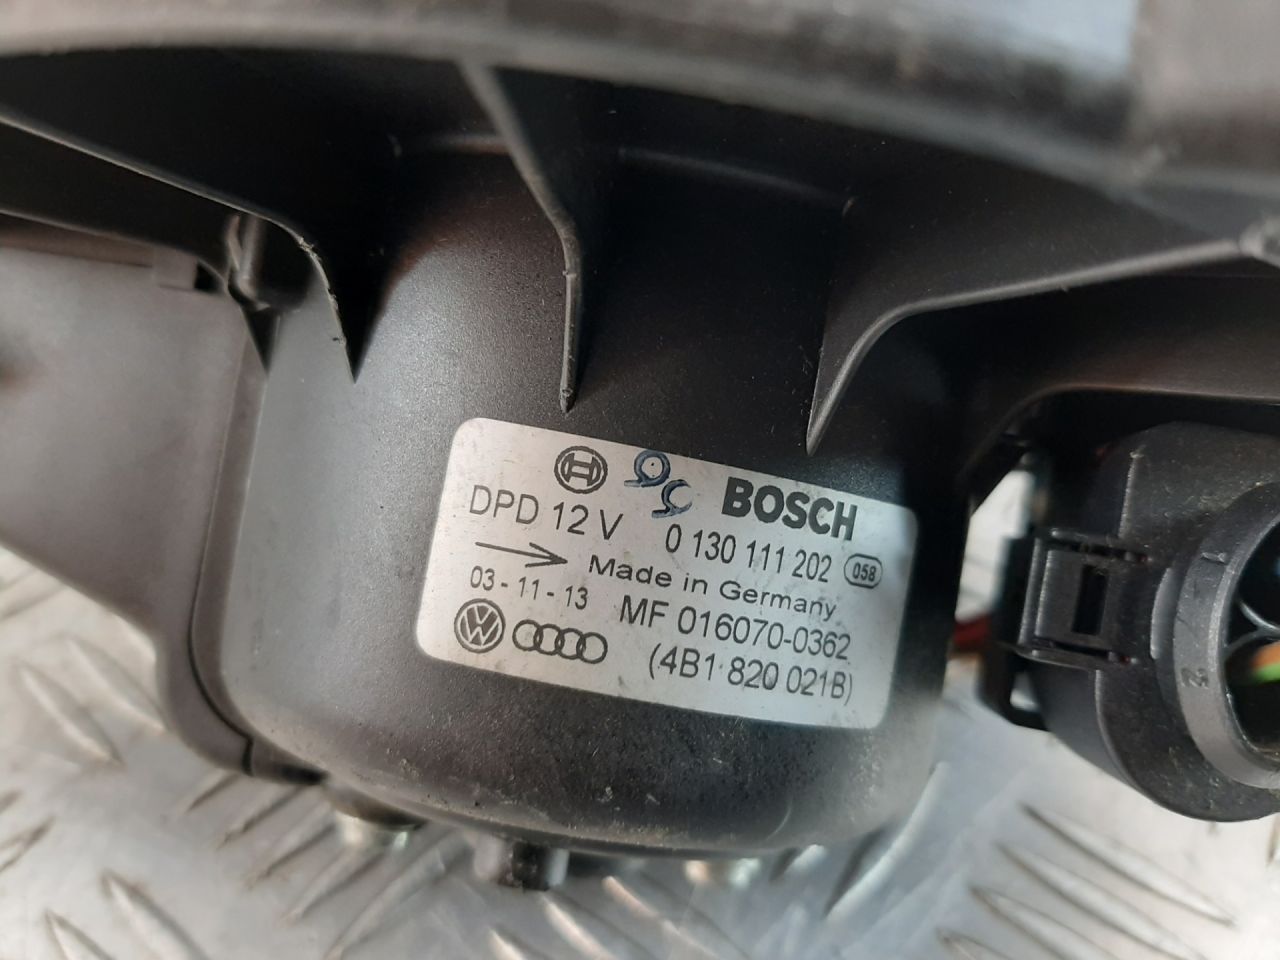 BOSCH
DPD 12 V 0 130 111 202 058
Made in Germany
03-11-13 MF 016070-0362
(4B1 820 021B)